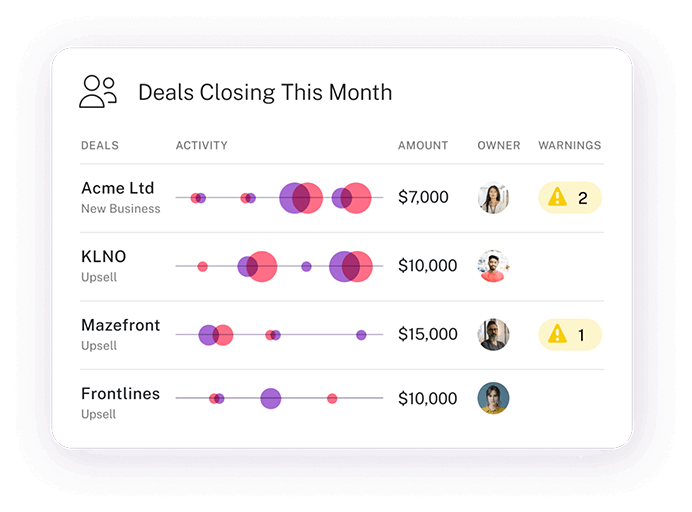 Deals Closing This Month
DEALS ACTIVITY AMOUNT OWNER WARNINGS
Acme Ltd $7,000 2
New Business
KLNO $10,000
Upsell
Mazefront $15,000 1
Upsell
Frontlines $10,000
Upsell